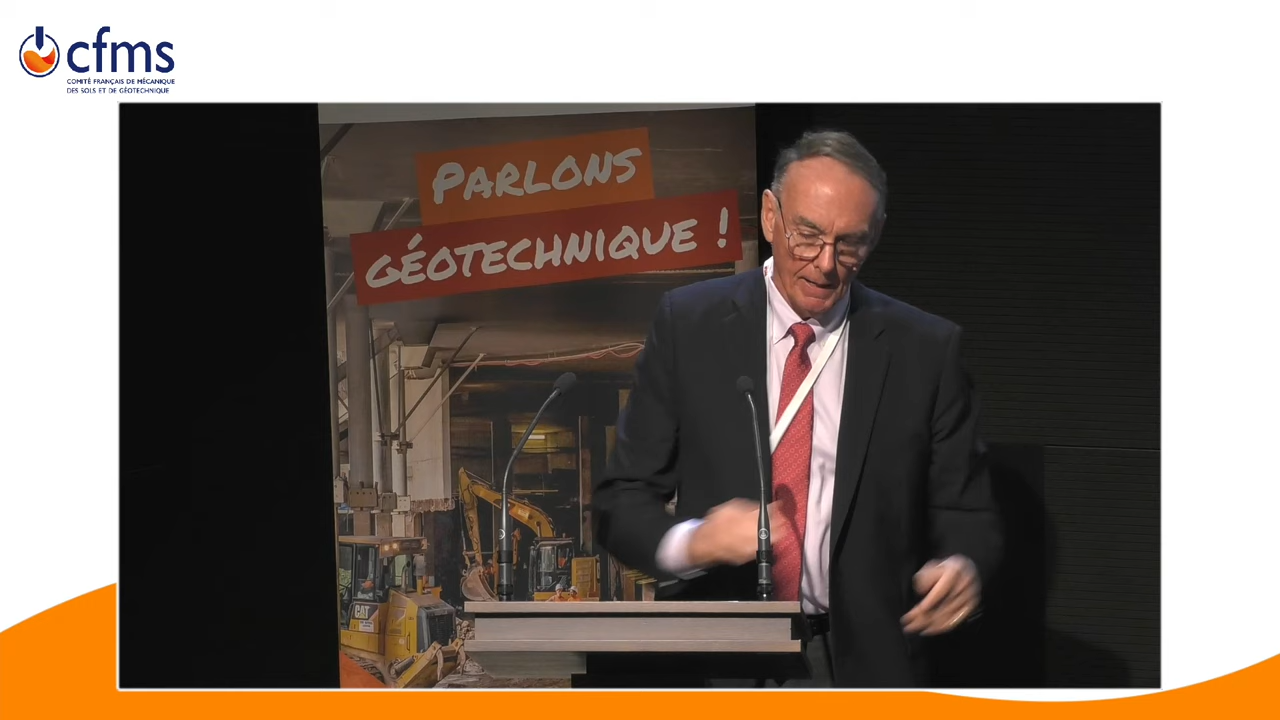 cfms
COMITÉ FRANÇAIS DE MÉCANIQUE
DES SOLS ET DE GÉOTECHNIQUE
PARLONS
GÉOTECHNIQUE !
CAT